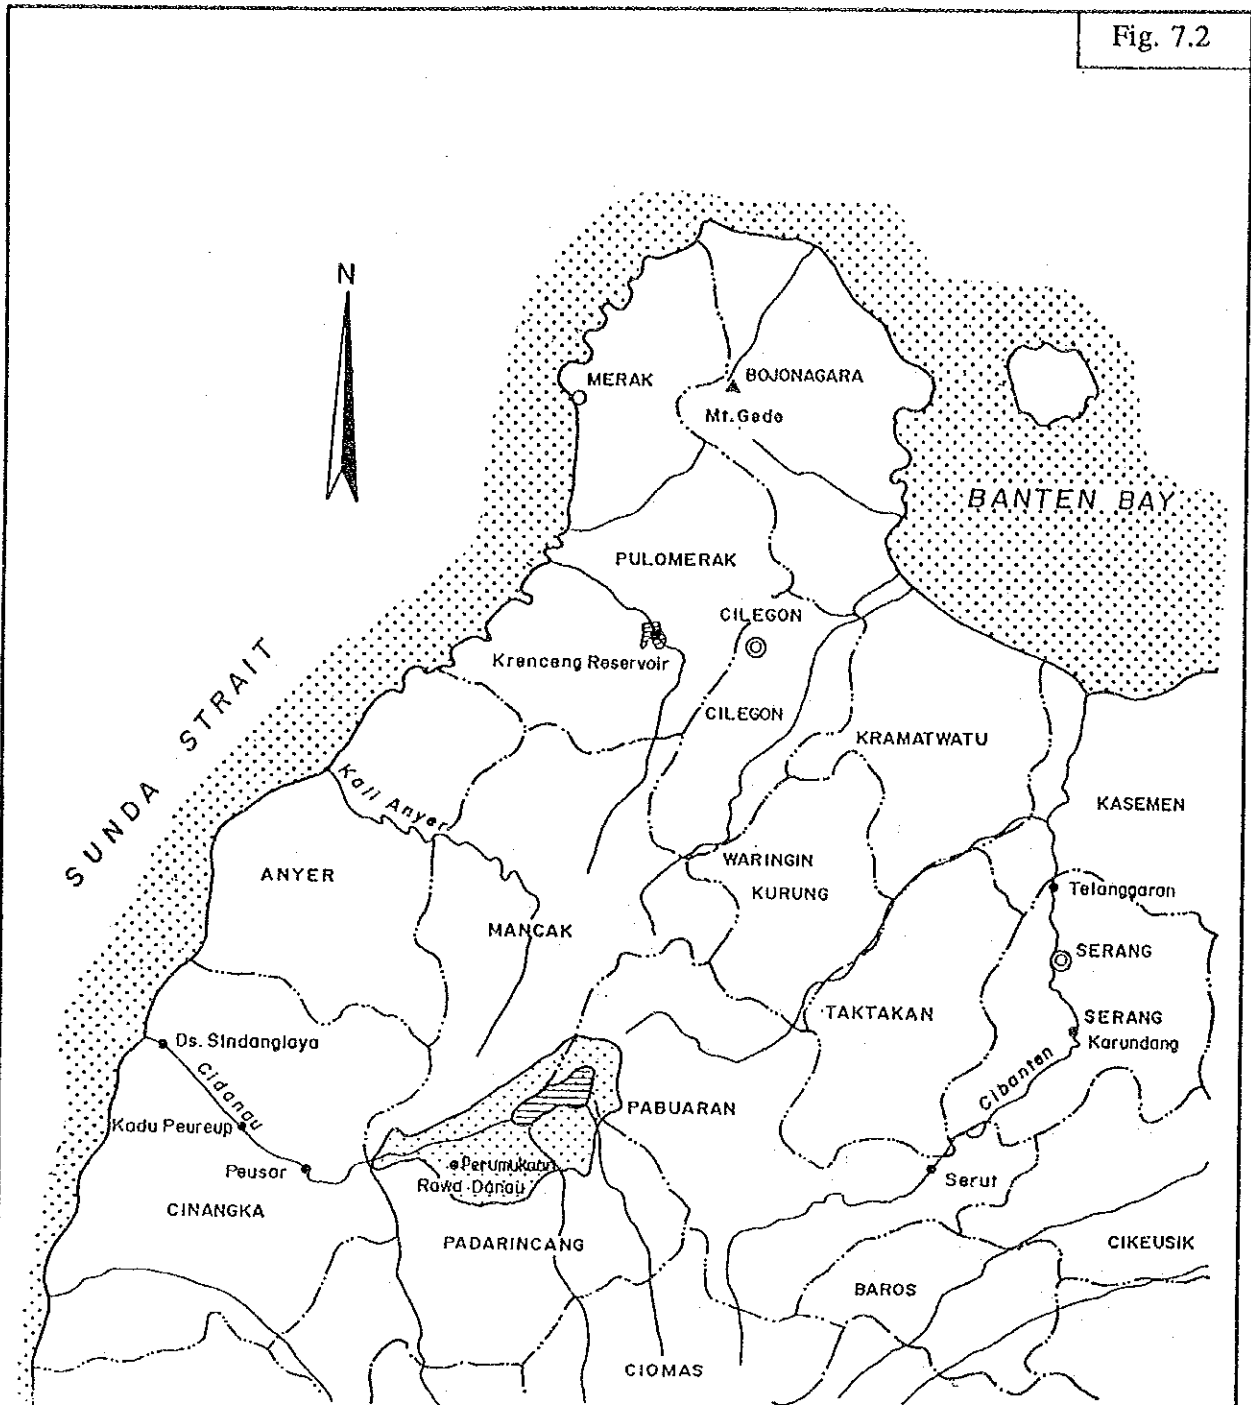 Fig. 7.2
N
MERAK
BOJONAGARA
Mt. Gede
BANTEN BAY
PULOMERAK
CILEGON
Krenceng Reservoir
SUNDA STRAIT
CILEGON
KRAMATWATU
Kali Anyer
KASEMEN
WARINGIN
KURUNG
ANYER
Telanggaran
MANCAK
SERANG
TAKTAKAN
SERANG
Karundang
Ds. Sindanglaya
Cidanau
Cibanten
PABUARAN
Kadu Peureup
Peusar
Perumukaan
Rawa Danau
Serut
CINANGKA
PADARINCANG
CIKEUSIK
BAROS
CIOMAS